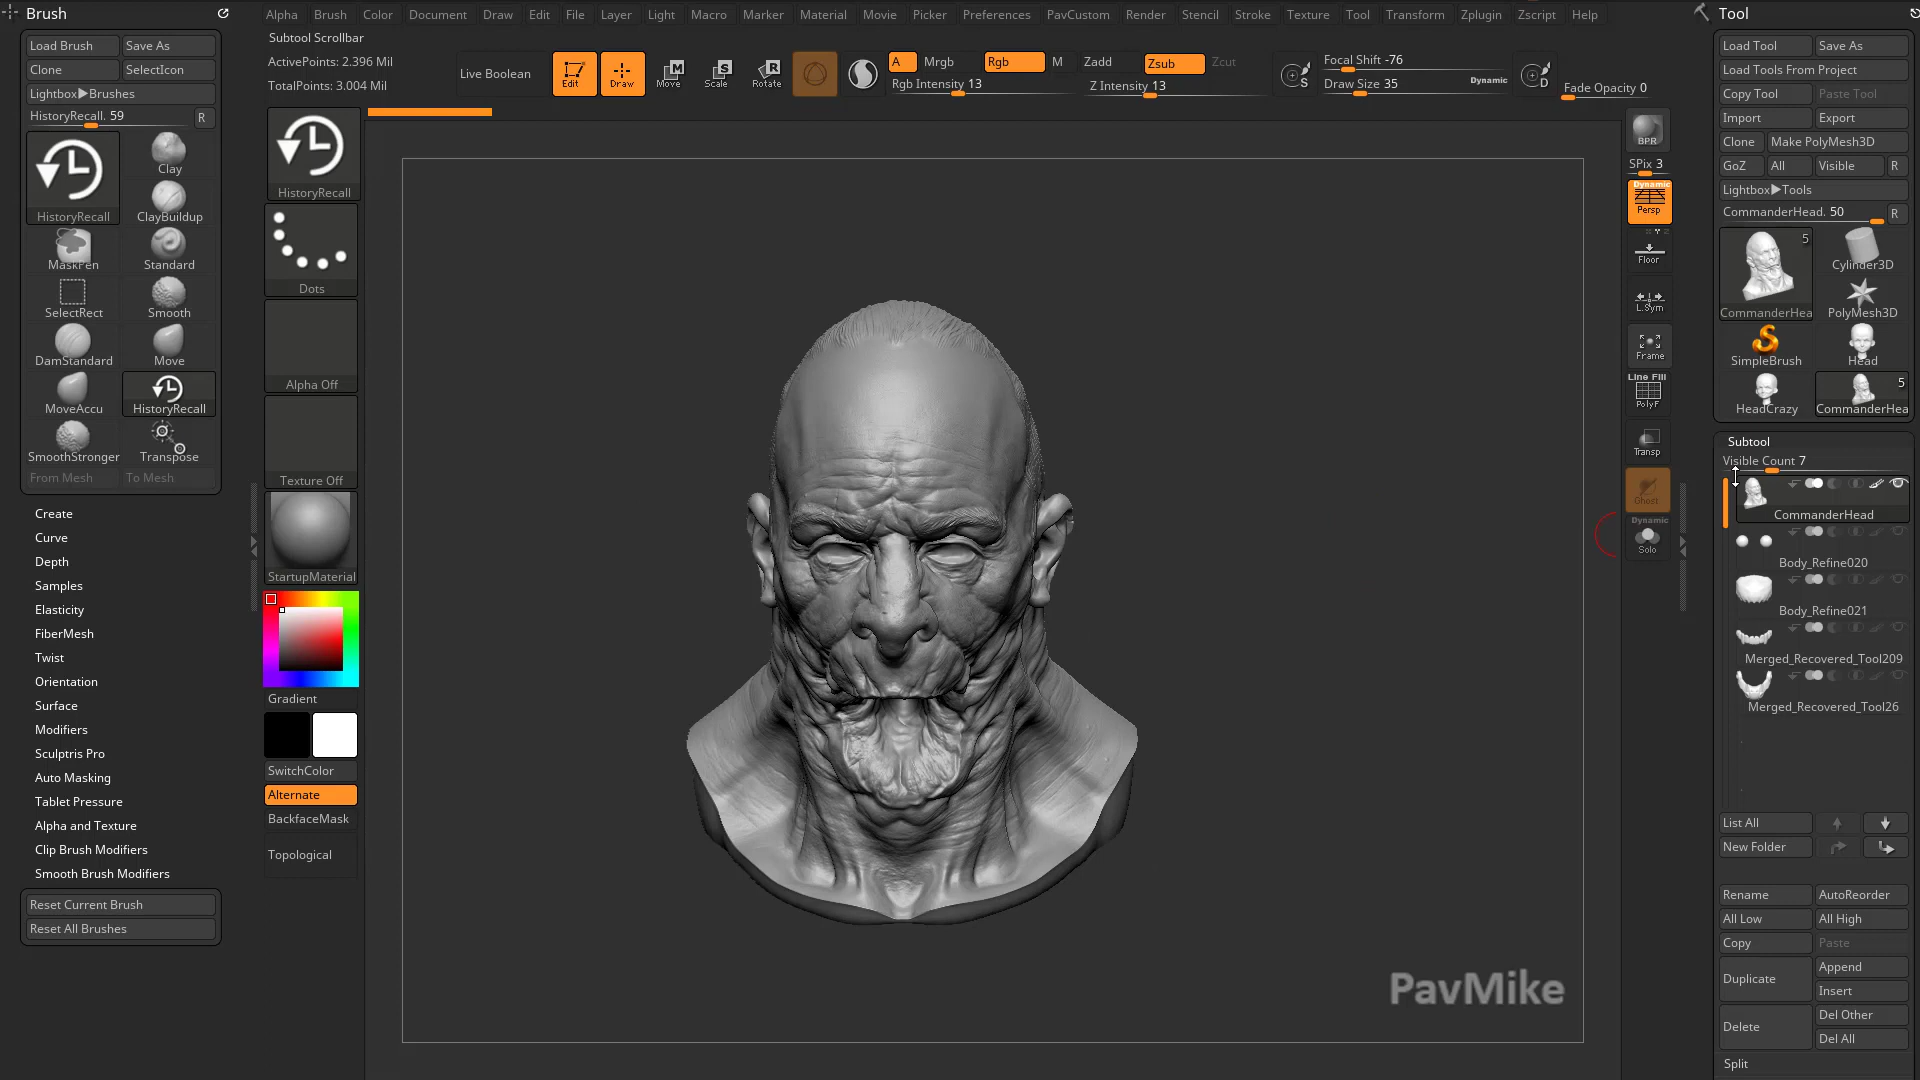 Brush
Load Brush Save As
Clone SelectIcon
Lightbox▶Brushes
HistoryRecall. 59 R
HistoryRecall Clay
ClayBuildup
MaskPen Standard
SelectRect Smooth
DamStandard Move
MoveAccu HistoryRecall
SmoothStronger Transpose
From Mesh To Mesh
Create
Curve
Depth
Samples
Elasticity
FiberMesh
Twist
Orientation
Surface
Modifiers
Sculptris Pro
Auto Masking
Tablet Pressure
Alpha and Texture
Clip Brush Modifiers
Smooth Brush Modifiers
Reset Current Brush
Reset All Brushes
Alpha Brush Color Document Draw Edit File Layer Light Macro Marker Material Movie Picker Preferences PavCustom Render Stencil Stroke Texture Tool Transform Zplugin Zscript Help
Subtool Scrollbar
ActivePoints: 2.396 Mil
TotalPoints: 3.004 Mil
Live Boolean
Edit Draw Move Scale Rotate
A Mrgb Rgb M Zadd Zsub Zcut
Rgb Intensity 13 Z Intensity 13
Focal Shift -76
Draw Size 35 Dynamic
Fade Opacity 0
HistoryRecall
Dots
Alpha Off
Texture Off
StartupMaterial
Gradient
SwitchColor
Alternate
BackfaceMask
Topological
PavMike
BPR
SPix 3
Dynamic
Persp
Floor
L.Sym
Frame
Line Fill
PolyF
Transp
Ghost
Dynamic
Solo
Tool
Load Tool Save As
Load Tools From Project
Copy Tool Paste Tool
Import Export
Clone Make PolyMesh3D
GoZ All Visible R
Lightbox▶Tools
CommanderHead. 50 R
5
CommanderHea Cylinder3D
PolyMesh3D
SimpleBrush Head
5
HeadCrazy CommanderHea
Subtool
Visible Count 7
CommanderHead
Body_Refine020
Body_Refine021
Merged_Recovered_Tool209
Merged_Recovered_Tool26
List All
New Folder
Rename AutoReorder
All Low All High
Copy Paste
Duplicate Append
Insert
Delete Del Other
Del All
Split